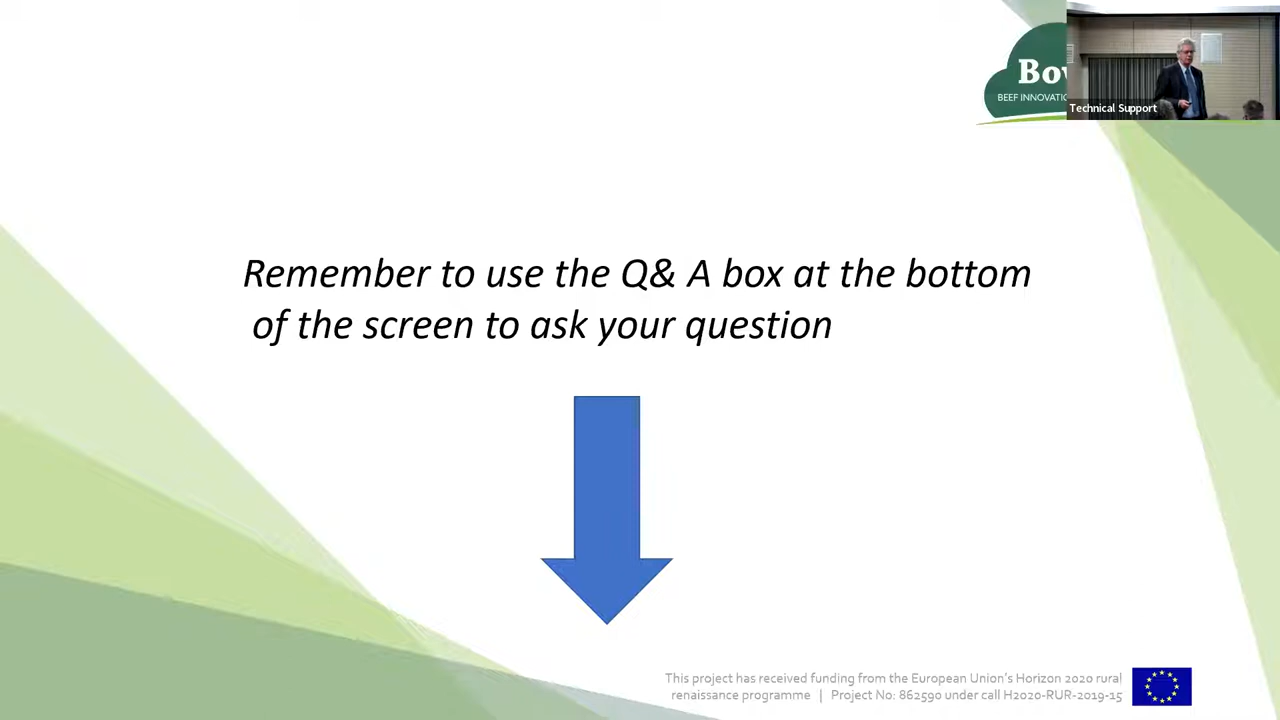 BEEF
Technical Support
Remember to use the Q& A box at the bottom
of the screen to ask your question
This project has received funding from the European Union's Horizon 2020 rural
renaissance programme | Project No: 862590 under call H2020-RUR-2019-15